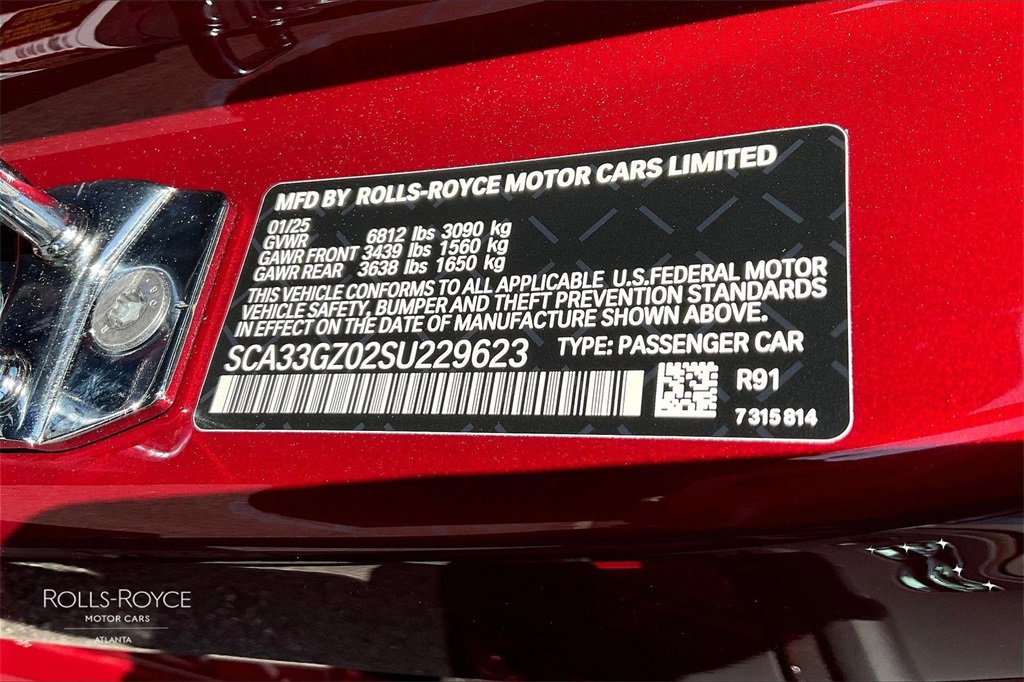 MFD BY ROLLS-ROYCE MOTOR CARS LIMITED
01/25
GVWR 6812 lbs 3090 kg
GAWR FRONT 3439 lbs 1560 kg
GAWR REAR 3638 lbs 1650 kg
THIS VEHICLE CONFORMS TO ALL APPLICABLE U.S.FEDERAL MOTOR
VEHICLE SAFETY, BUMPER AND THEFT PREVENTION STANDARDS
IN EFFECT ON THE DATE OF MANUFACTURE SHOWN ABOVE.
SCA33GZ02SU229623 TYPE: PASSENGER CAR
R91
7315814
ROLLS-ROYCE
MOTOR CARS
ATLANTA